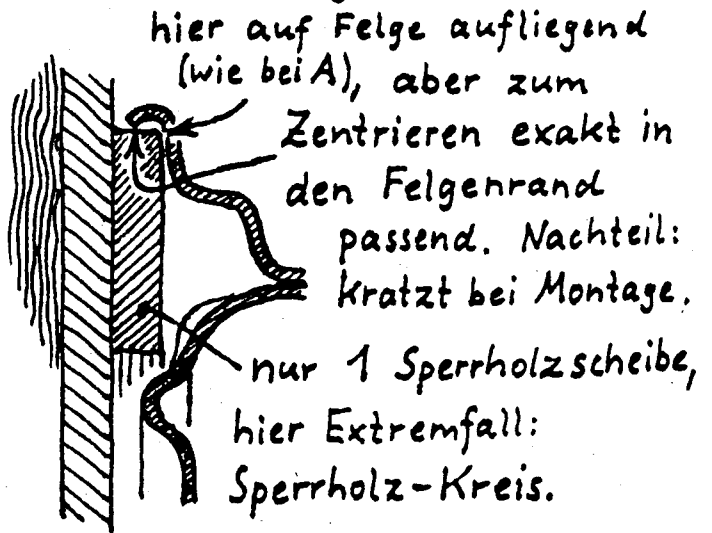 hier auf Felge aufliegend
(wie bei A), aber zum
Zentrieren exakt in
den Felgenrand
passend. Nachteil:
kratzt bei Montage.
nur 1 Sperrholzscheibe,
hier Extremfall:
Sperrholz-Kreis.